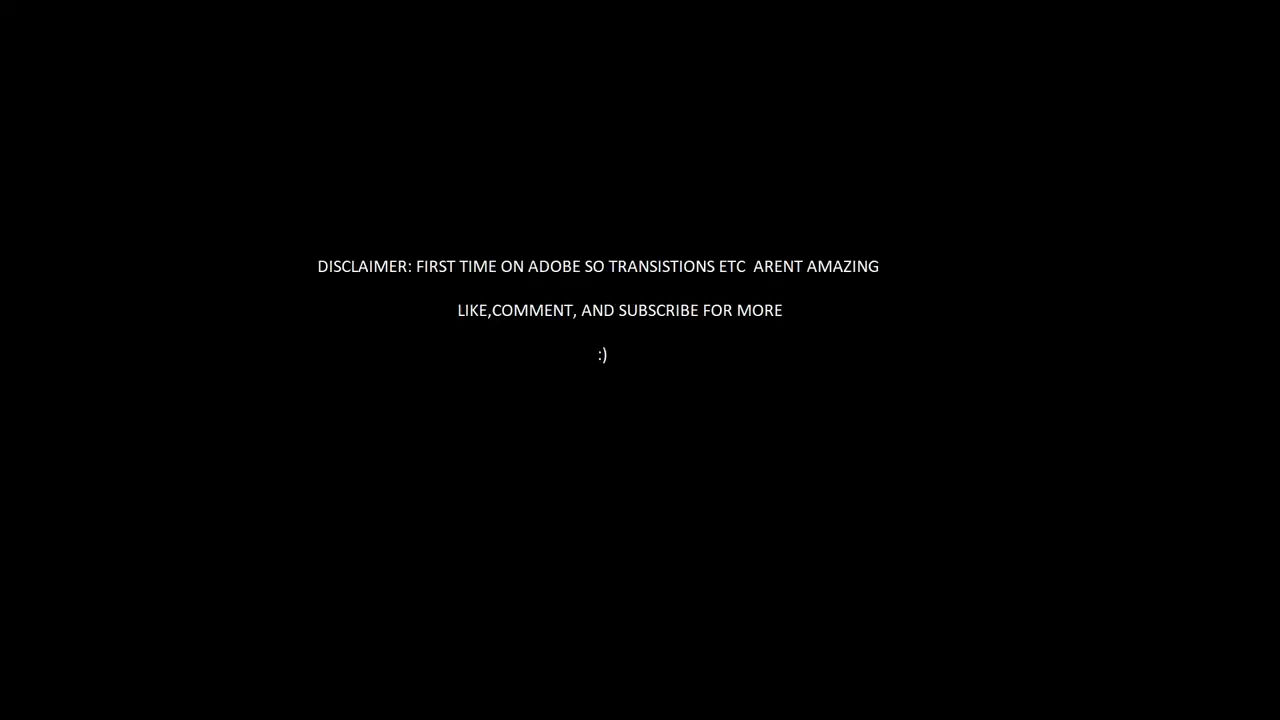 DISCLAIMER: FIRST TIME ON ADOBE SO TRANSISTIONS ETC  ARENT AMAZING
LIKE,COMMENT, AND SUBSCRIBE FOR MORE
:)